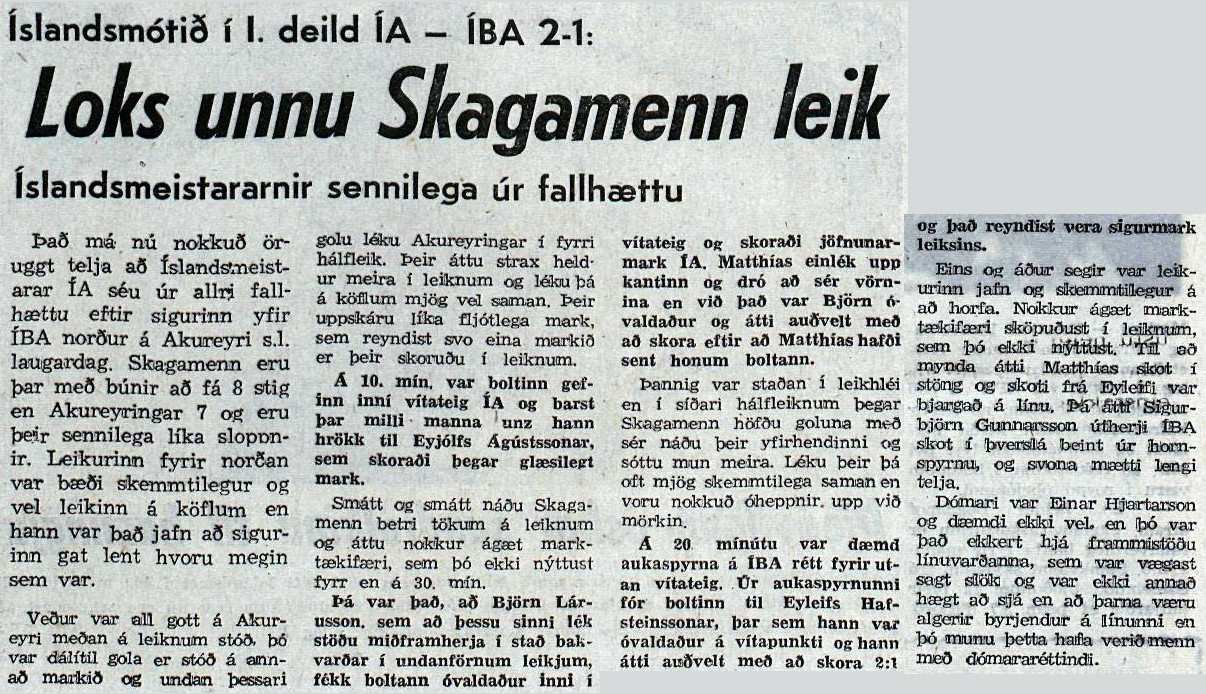 Íslandsmótið í 1. deild ÍA — ÍBA 2-1:
Loks unnu Skagamenn leik
Íslandsmeistararnir sennilega úr fallhættu
Það má nú nokkuð ör-
uggt telja að Íslandsmeist-
arar ÍA séu úr allri fall-
hættu eftir sigurinn yfir
ÍBA norður á Akureyri s.l.
laugardag. Skagamenn eru
þar með búnir að fá 8 stig
en Akureyringar 7 og eru
þeir sennilega líka slopon-
ir. Leikurinn fyrir norðan
var bæði skemmtilegur og
vel leikinn á köflum en
hann var það jafn að sigur-
inn gat lent hvoru megin
sem var.
Veður var all gott á Akur-
eyri meðan á leiknum stóð, þó
var dálítil gola er stóð á ann-
að markið og undan þessari
golu léku Akureyringar í fyrri
hálfleik. Þeir áttu strax held-
ur meira í leiknum og léku þá
á köflum mjög vel saman. Þeir
uppskáru líka fljótlega mark,
sem reyndist svo eina markið
er þeir skoruðu í leiknum.
Á 10. mín. var boltinn gef-
inn inní vítateig ÍA og barst
þar milli manna unz hann
hrökk til Eyjólfs Ágústssonar,
sem skoraði þegar glæsilegt
mark.
Smátt og smátt náðu Skaga-
menn betri tökum á leiknum
og áttu nokkur ágæt mark-
tækifæri, sem þó ekki nýttust
fyrr en á 30. mín.
Þá var það, að Björn Lár-
usson, sem að þessu sinni lék
stöðu miðframherja í stað bak-
varðar í undanförnum leikjum,
fékk boltann óvaldaður inni í
vítateig og skoraði jöfnunar-
mark ÍA. Matthías einlék upp
kantinn og dró að sér vörn-
ina en við það var Björn ó-
valdaður og átti auðvelt með
að skora eftir að Matthías hafði
sent honum boltann.
Þannig var staðan í leikhléi
en í síðari hálfleiknum þegar
Skagamenn höfðu goluna með
sér náðu þeir yfirhendinni og
sóttu mun meira. Léku þeir þá
oft mjög skemmtilega saman en
voru nokkuð óheppnir upp við
mörkin.
Á 20. mínútu var dæmd
aukaspyrna á ÍBA rétt fyrir ut-
an vítateig. Úr aukaspyrnunni
fór boltinn til Eyleifs Haf-
steinssonar, þar sem hann var
óvaldaður á vítapunkti og hann
átti auðvelt með að skora 2:1
og það reyndist vera sigurmark
leiksins.
Eins og áður segir var leik-
urinn jafn og skemmtillegur á
að horfa. Nokkur ágæt mark-
tækifæri sköpuðust í leiknum,
sem þó ekki nýttust. Til að
mynda átti Matthías skot í
stöng og skoti frá Eyleifi var
bjargað á línu. Þá átti Sigur-
björn Gunnarsson útherji ÍBA
skot í þverslá beint úr horn-
spyrnu, og svona mætti lengi
telja.
Dómari var Einar Hjartarson
og dæmdi ekki vel, en þó var
það ekkert hjá frammistöðu
línuvarðanna, sem var vægast
sagt slök og var ekki annað
hægt að sjá en að þarna væru
algerir byrjendur á línunni en
þó munu þetta hafa verið menn
með dómararéttindi.